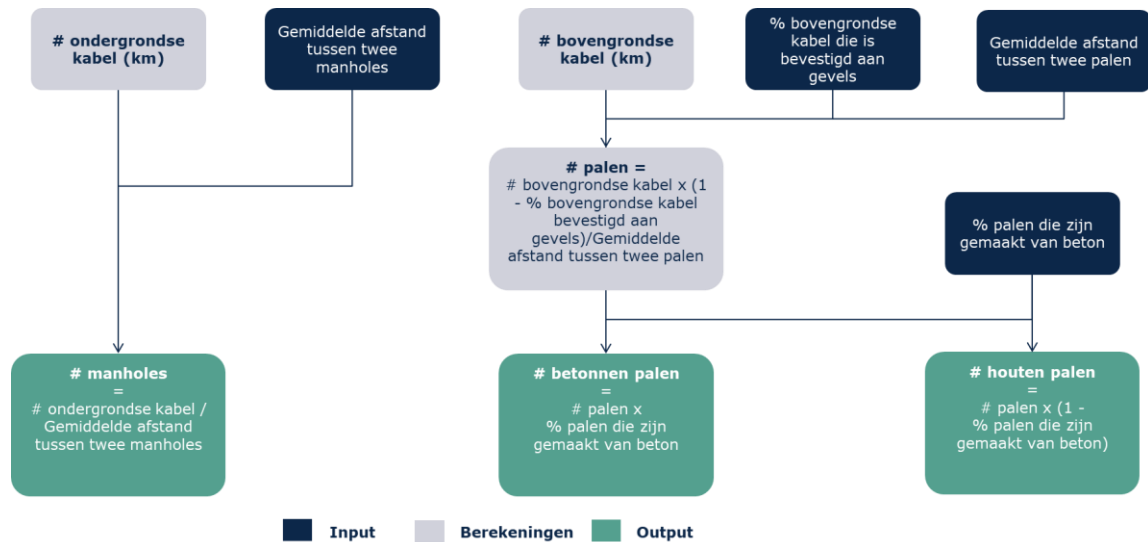 # ondergrondse
kabel (km)
Gemiddelde afstand
tussen twee
manholes
# bovengrondse
kabel (km)
% bovengrondse
kabel die is
bevestigd aan
gevels
Gemiddelde afstand
tussen twee palen
# palen =
# bovengrondse kabel x (1
- % bovengrondse kabel
bevestigd aan
gevels)/Gemiddelde
afstand tussen twee palen
% palen die zijn
gemaakt van beton
# manholes
=
# ondergrondse kabel /
Gemiddelde afstand
tussen twee manholes
# betonnen palen
=
# palen x
% palen die zijn
gemaakt van beton
# houten palen
=
# palen x (1 -
% palen die zijn
gemaakt van beton)
Input
Berekeningen
Output